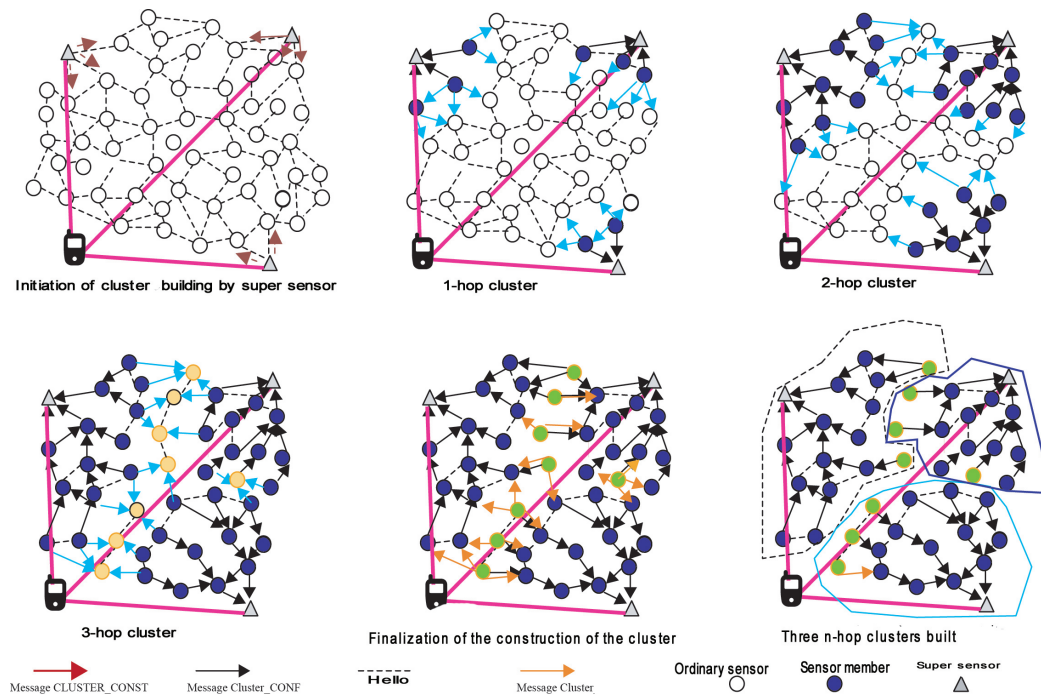 Initiation of cluster building by super sensor
1-hop cluster
2-hop cluster
3-hop cluster
Finalization of the construction of the cluster
Three n-hop clusters built
Message CLUSTER_CONST
Message Cluster_CONF
Hello
Message Cluster_
Ordinary sensor
Sensor member
Super sensor